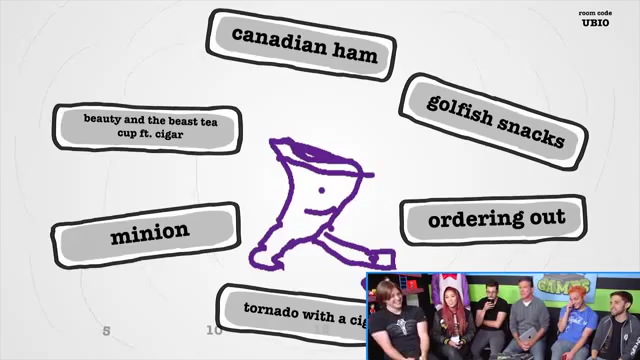 room code
UBIO
canadian ham
golfish snacks
beauty and the beast tea
cup ft. cigar
ordering out
minion
tornado with a
5
10
GAMES